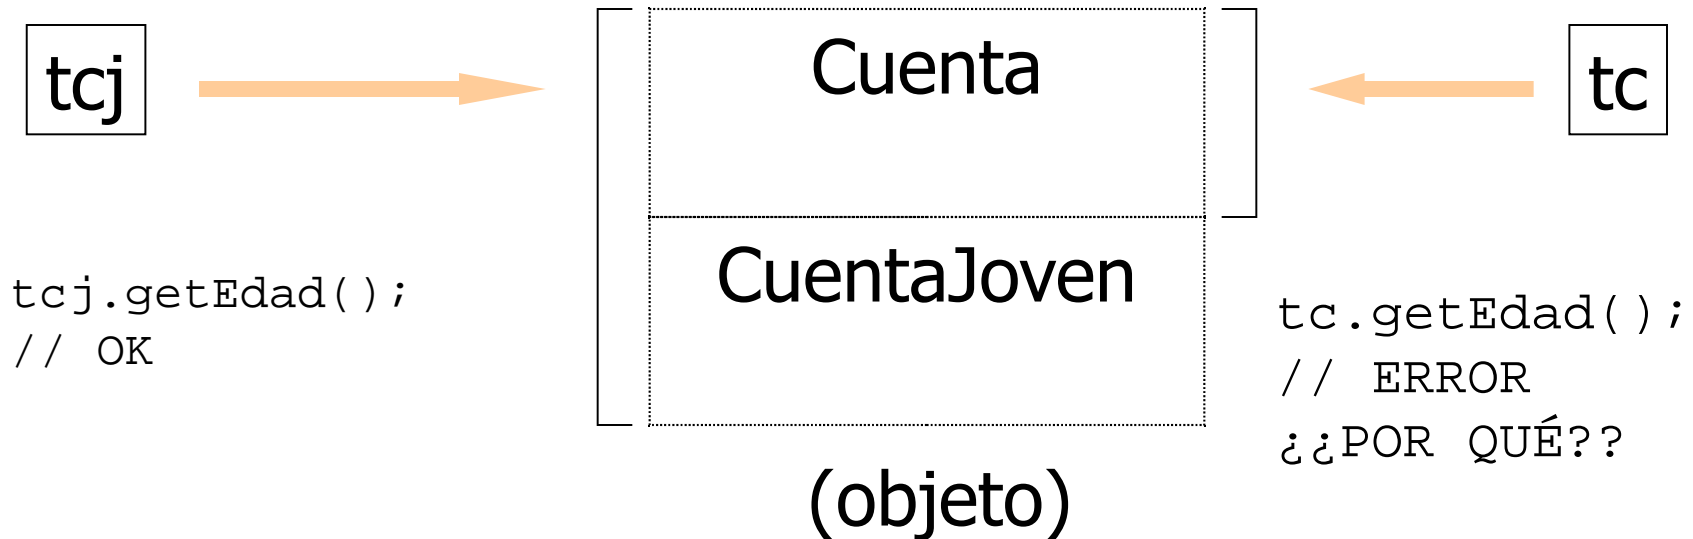 tcj
Cuenta
tc
CuentaJoven
tcj.getEdad();
// OK
tc.getEdad();
// ERROR
¿¿POR QUÉ??
(objeto)